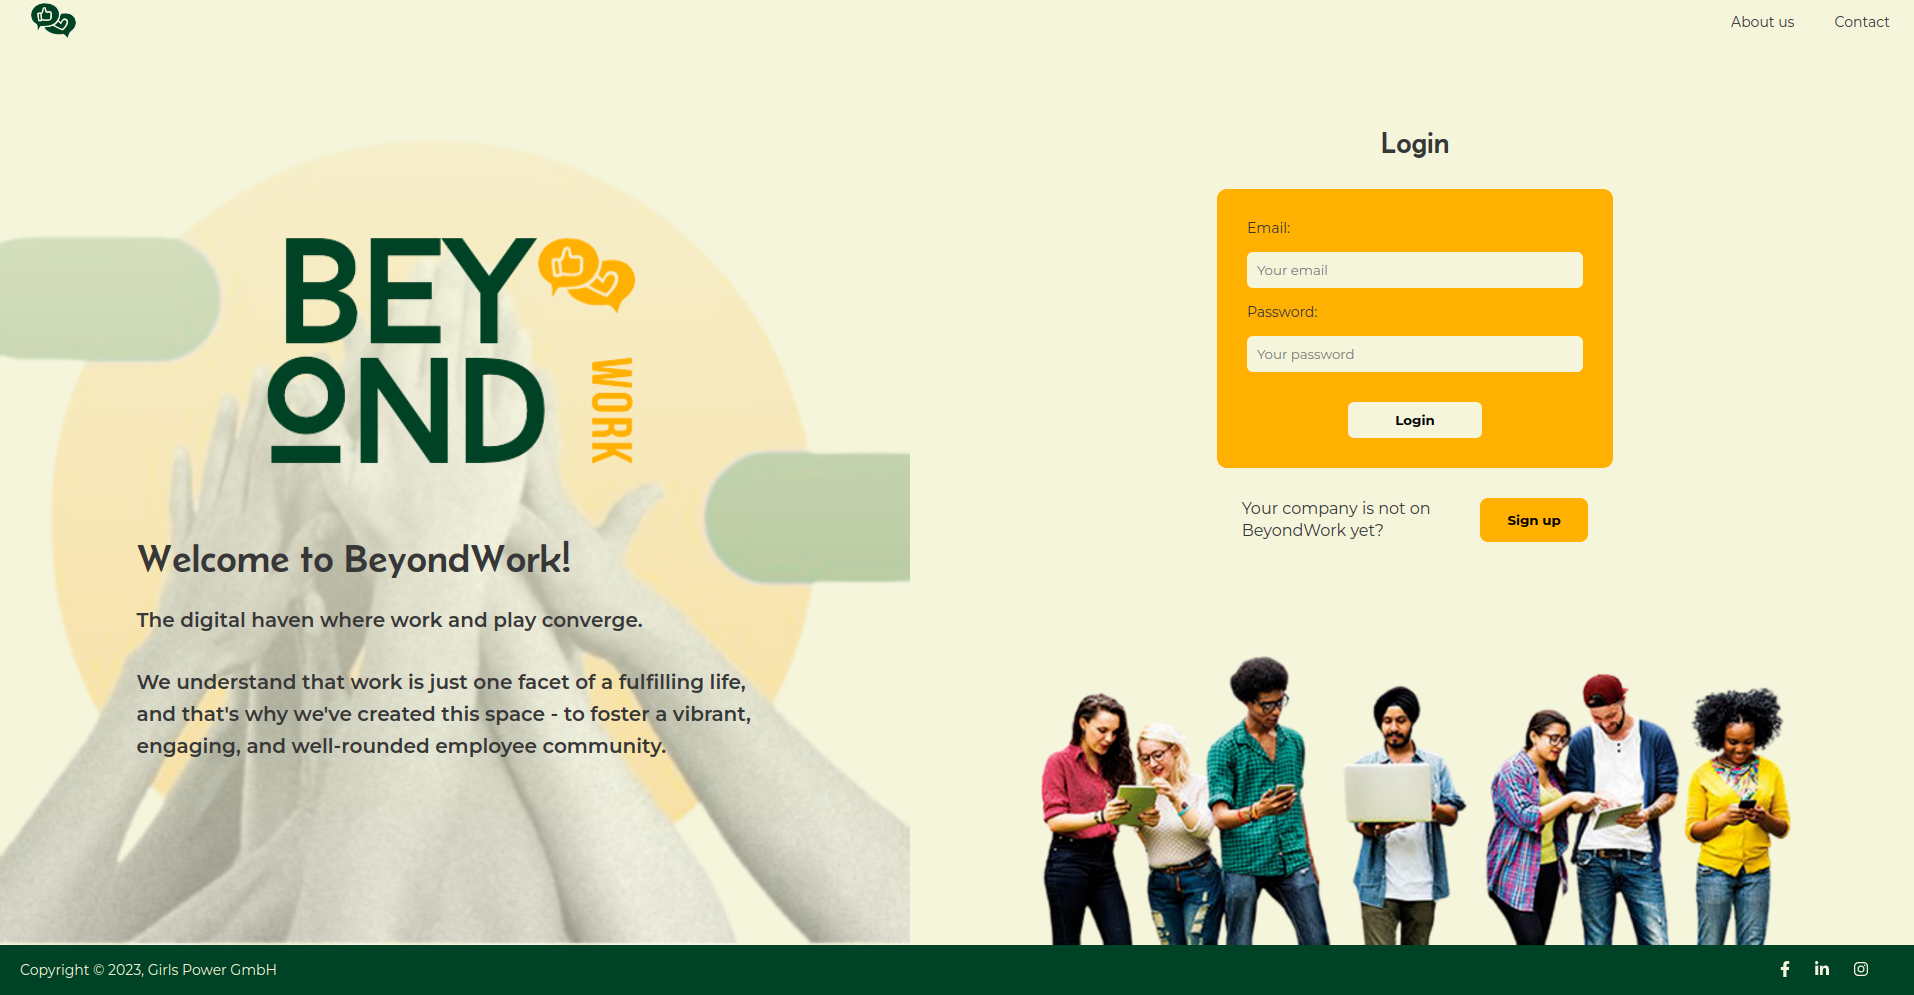 About us
Contact
BEY
OND
WORK
Welcome to BeyondWork!
The digital haven where work and play converge.
We understand that work is just one facet of a fulfilling life,
and that's why we've created this space - to foster a vibrant,
engaging, and well-rounded employee community.
Login
Email:
Your email
Password:
Your password
Login
Your company is not on
BeyondWork yet?
Sign up
Copyright © 2023, Girls Power GmbH